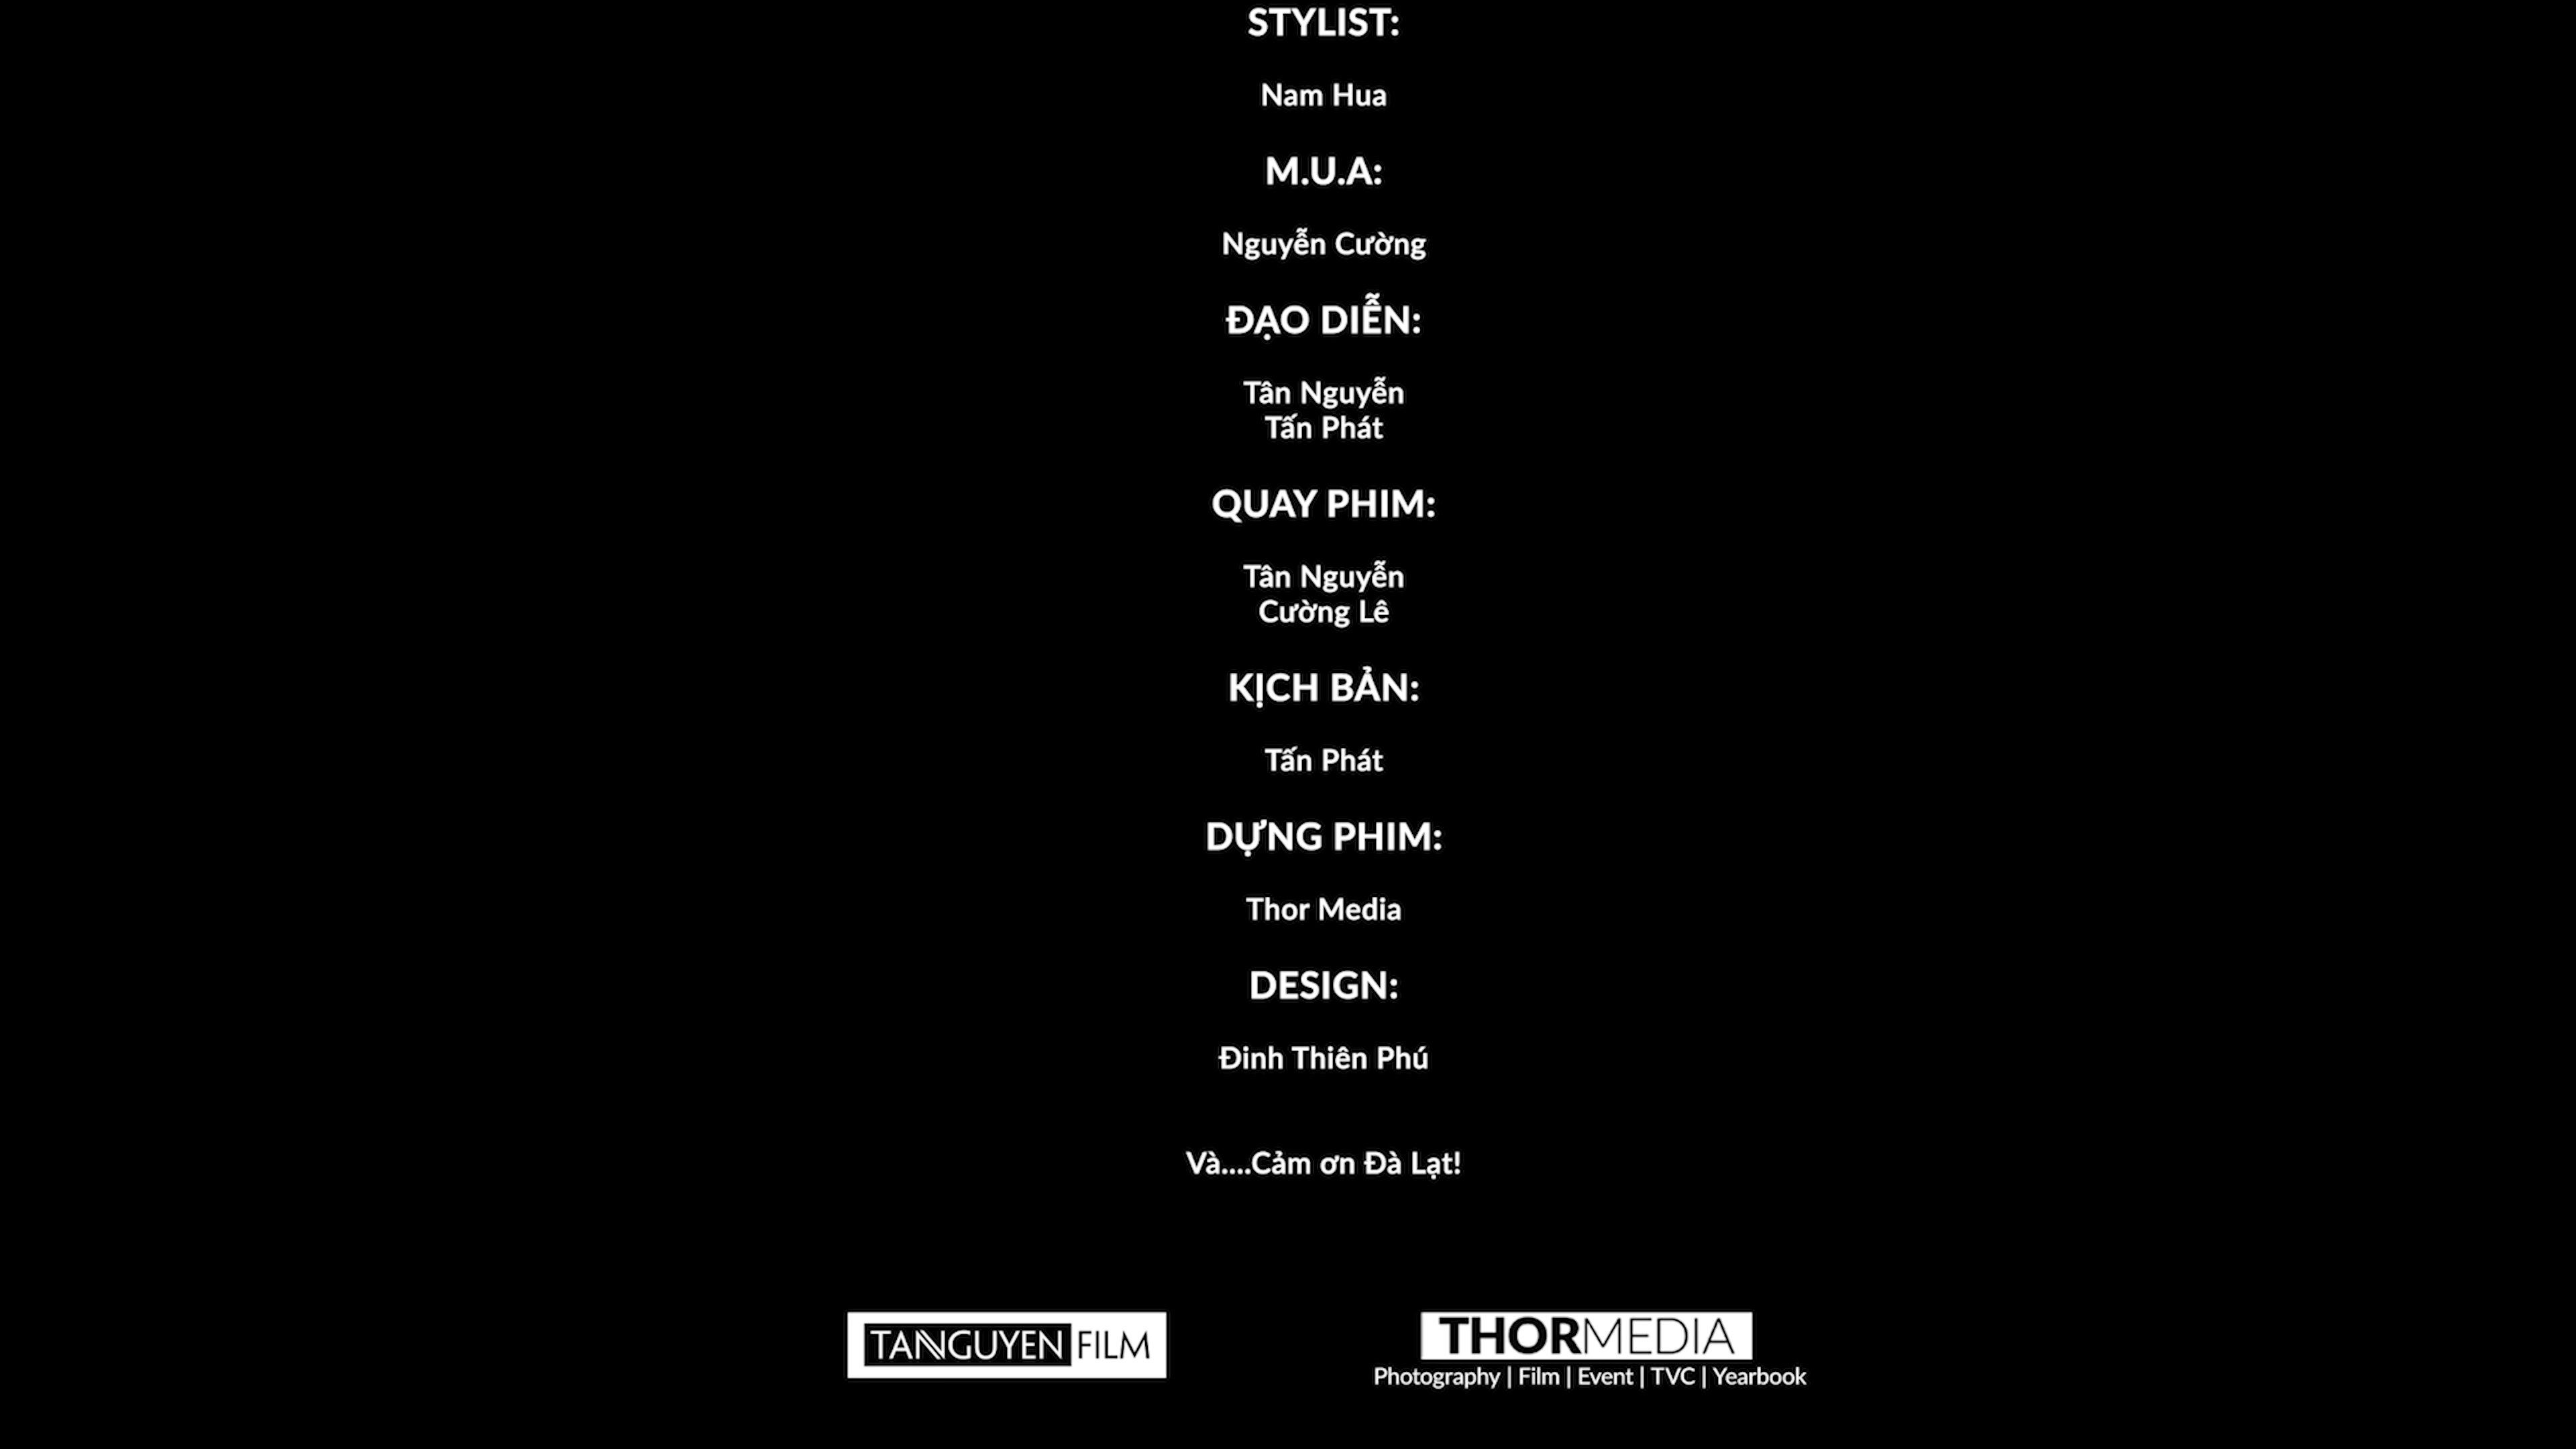 STYLIST:
Nam Hua
M.U.A:
Nguyễn Cường
ĐẠO DIỄN:
Tân Nguyễn
Tấn Phát
QUAY PHIM:
Tân Nguyễn
Cường Lê
KỊCH BẢN:
Tấn Phát
DỰNG PHIM:
Thor Media
DESIGN:
Đinh Thiên Phú
Và....Cảm ơn Đà Lạt!
TANNGUYEN FILM
THORMEDIA
Photography | Film | Event | TVC | Yearbook